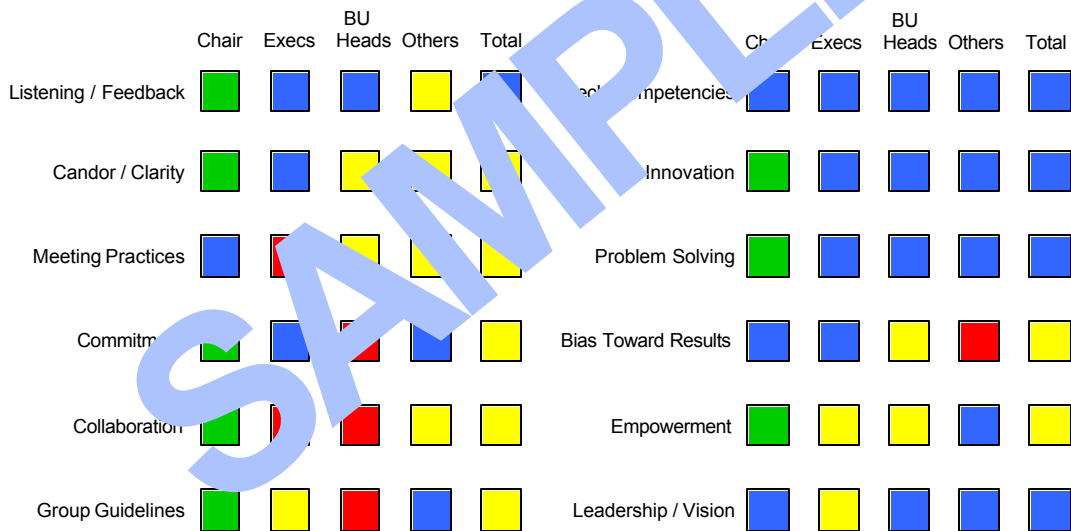 Chair Execs BU Heads Others Total
Listening / Feedback
Candor / Clarity
Meeting Practices
Collaboration
Group Guidelines
Execs BU Heads Others Total
Innovation
Problem Solving
Bias Toward Results
Empowerment
Leadership / Vision